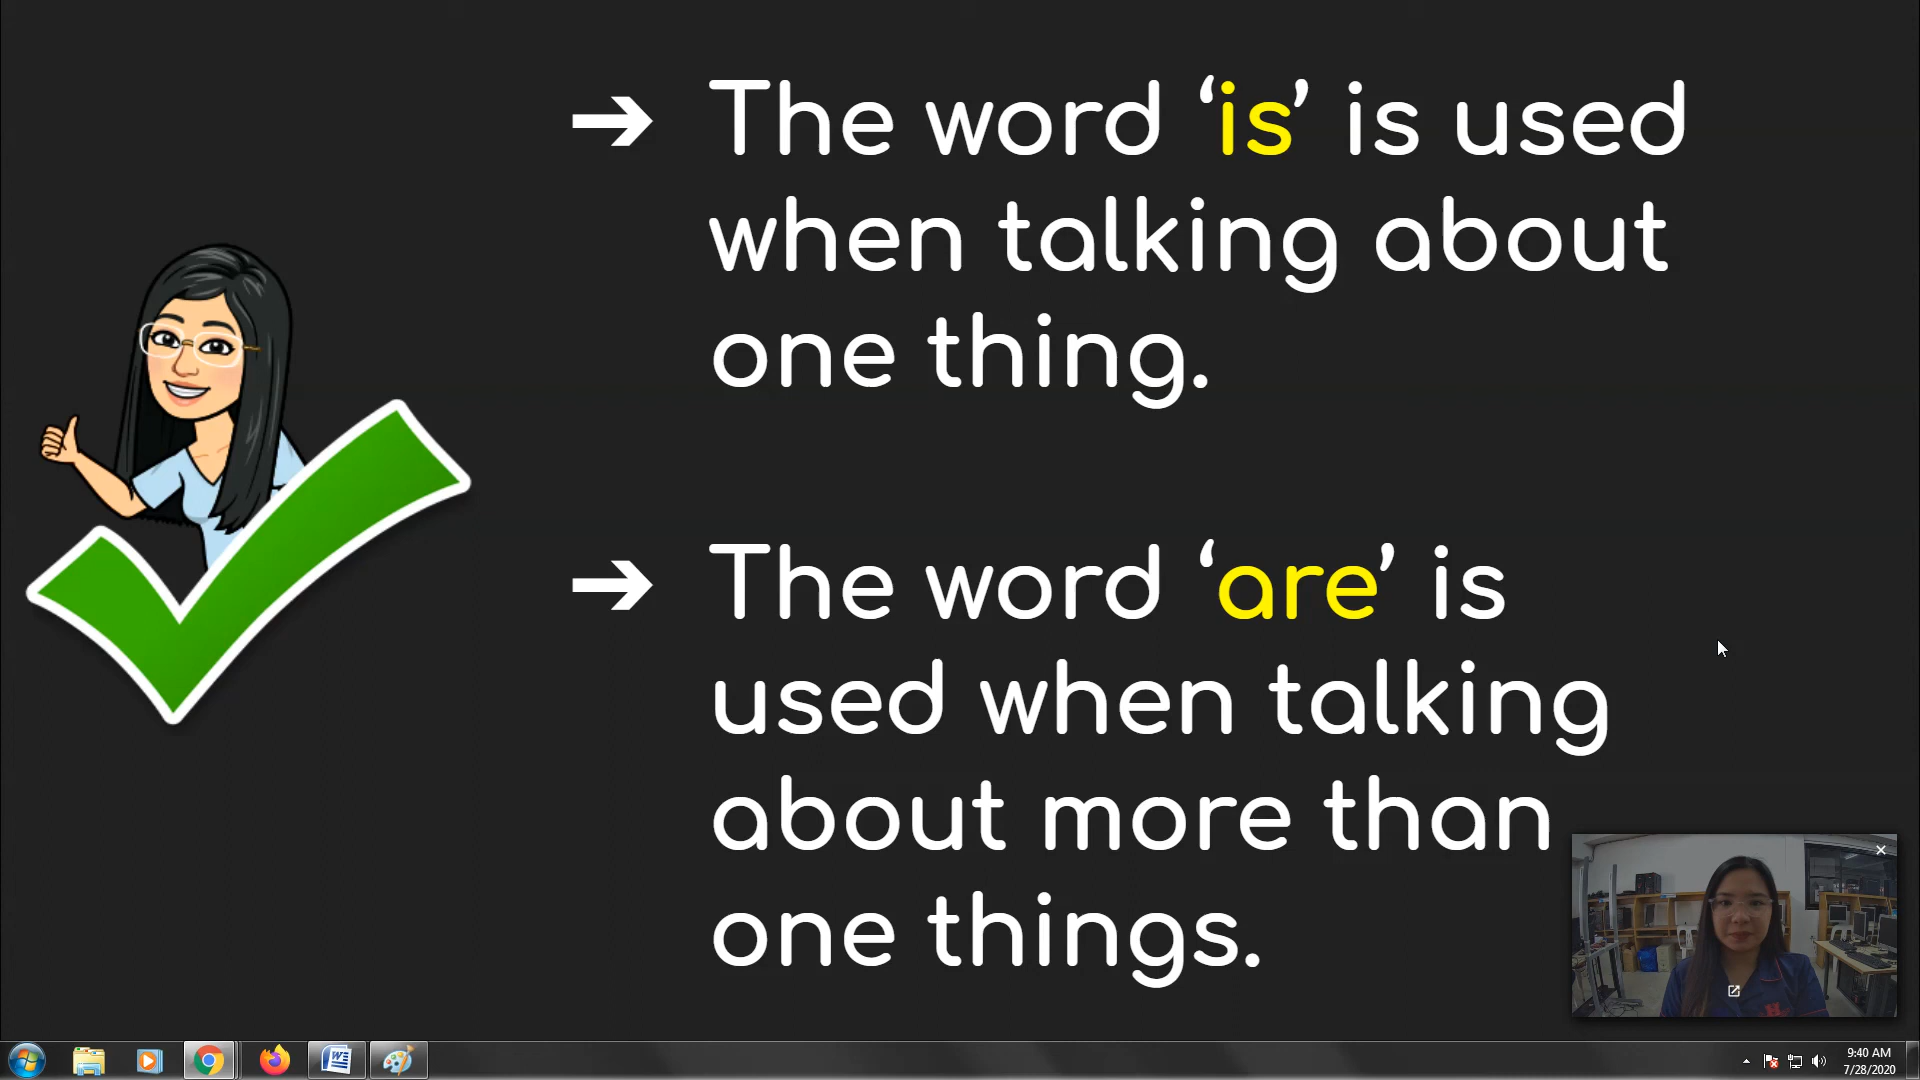 ➔ The word ‘is’ is used
when talking about
one thing.
➔ The word ‘are’ is
used when talking
about more than
one things.
9:40 AM
7/28/2020